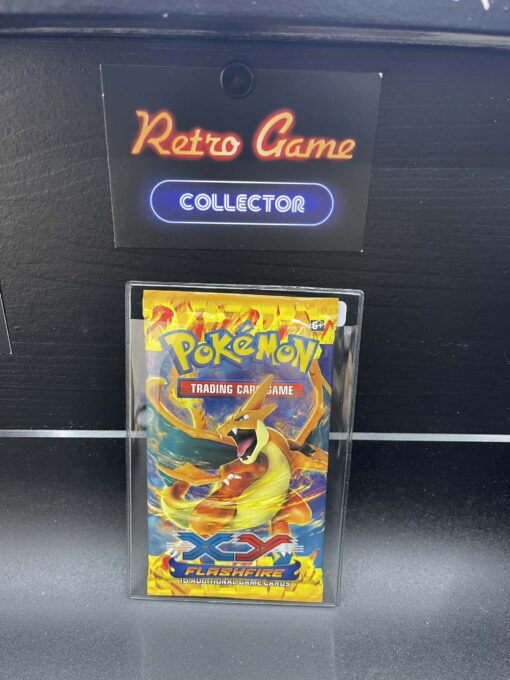 Retro Game
COLLECTOR
6+
POKéMON
TRADING CARD GAME
XY
FLASHFIRE
10 ADDITIONAL GAME CARDS